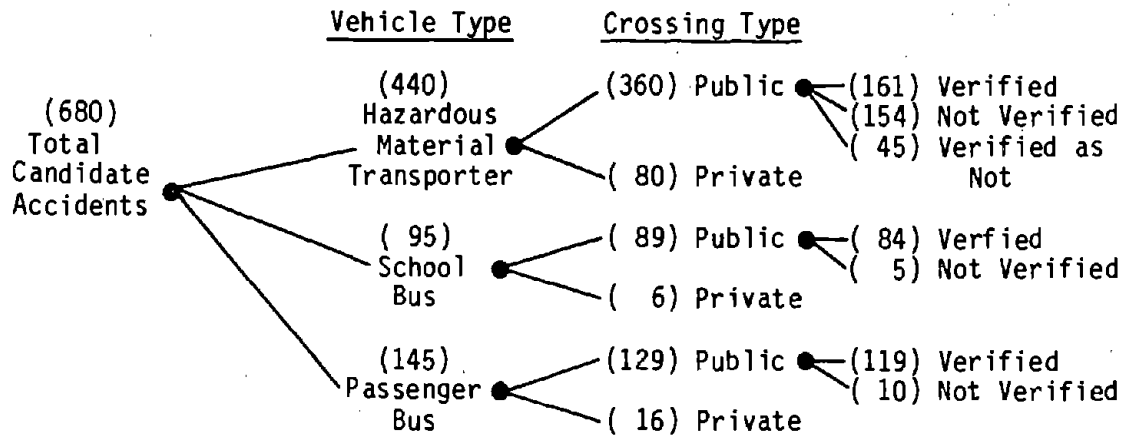 Vehicle Type Crossing Type
(680)
Total
Candidate
Accidents
(440)
Hazardous
Material
Transporter
(360) Public
(161) Verified
(154) Not Verified
( 45) Verified as
Not
( 80) Private
( 95)
School
Bus
( 89) Public
( 84) Verfied
( 5) Not Verified
( 6) Private
(145)
Passenger
Bus
(129) Public
(119) Verified
( 10) Not Verified
( 16) Private